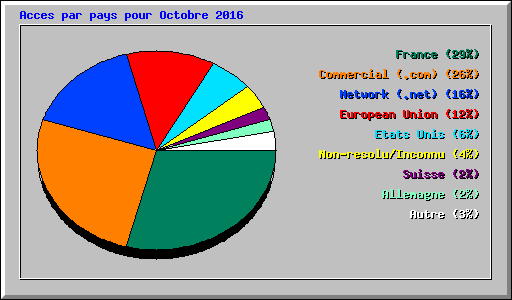 Acces par pays pour Octobre 2016
France (29%)
Commercial (.com) (26%)
Network (.net) (16%)
European Union (12%)
Etats Unis (6%)
Non-resolu/Inconnu (4%)
Suisse (2%)
Allemagne (2%)
Autre (3%)